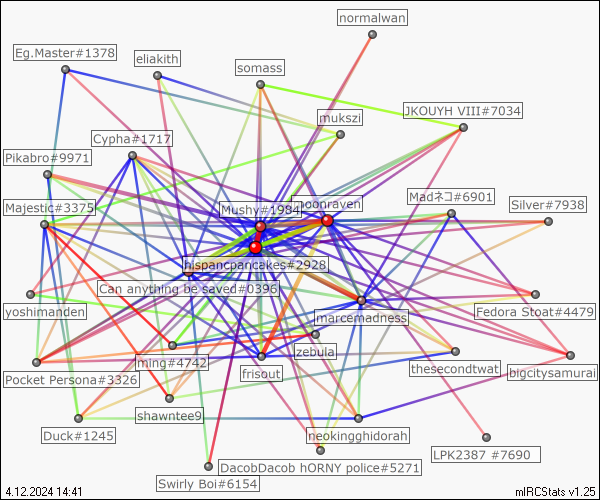 normalwan
Eg.Master#1378
eliakith
somass
mukszi
JKOUYH VIII#7034
Cypha#1717
Pikabro#9971
Majestic#3375
Mushy#1984
moonraven
Madネコ#6901
Silver#7938
hispancpancakes#2928
Can anything be saved#0396
yoshimanden
marcemadness
Fedora Stoat#4479
zebula
ming#4742
Pocket Persona#3326
frisout
thesecondtwat
bigcitysamurai
shawntee9
Duck#1245
neokingghidorah
LPK2387 #7690
DacobDacob hORNY police#5271
Swirly Boi#6154
4.12.2024 14:41
mIRCStats v1.25